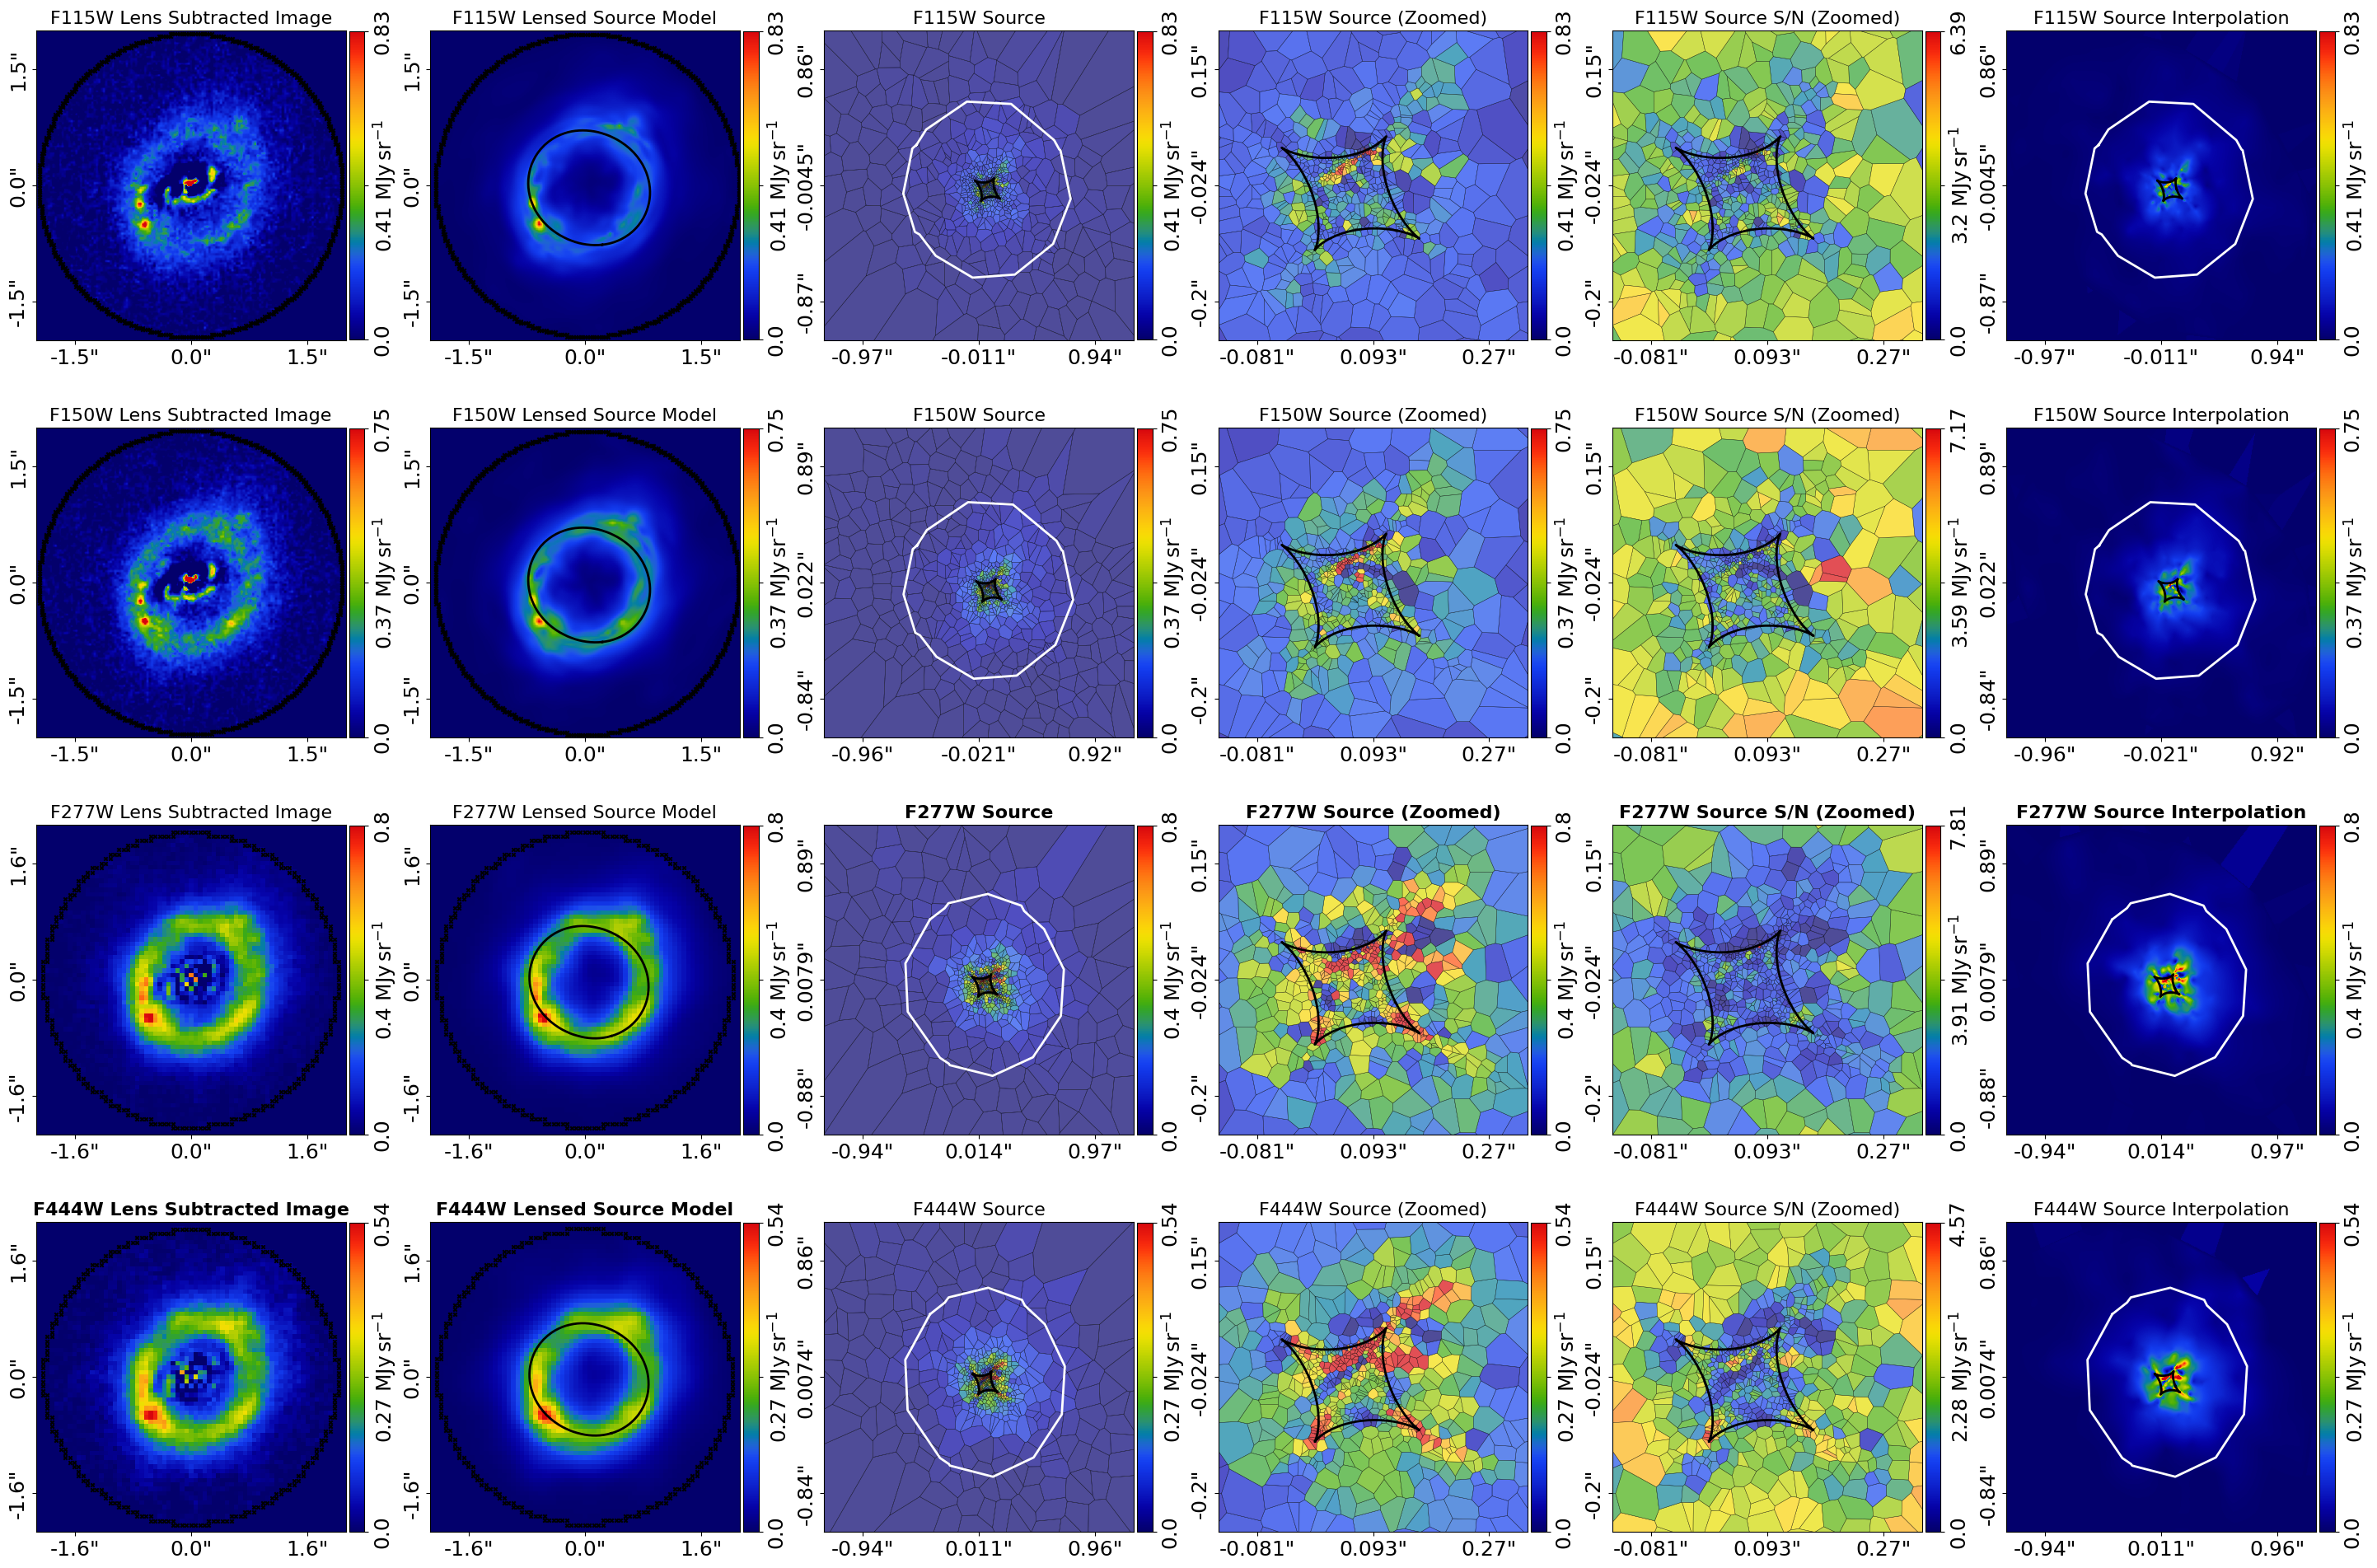 F115W Lens Subtracted Image
1.5"
0.0"
-1.5"
-1.5" 0.0" 1.5"
0.0 0.41 MJy sr⁻¹ 0.83
F115W Lensed Source Model
1.5"
0.0"
-1.5"
-1.5" 0.0" 1.5"
0.0 0.41 MJy sr⁻¹ 0.83
F115W Source
0.86"
-0.0045"
-0.87"
-0.97" -0.011" 0.94"
0.0 0.41 MJy sr⁻¹ 0.83
F115W Source (Zoomed)
0.15"
-0.024"
-0.2"
-0.081" 0.093" 0.27"
0.0 0.41 MJy sr⁻¹ 0.83
F115W Source S/N (Zoomed)
0.15"
-0.024"
-0.2"
-0.081" 0.093" 0.27"
0.0 3.2 MJy sr⁻¹ 6.39
F115W Source Interpolation
0.86"
-0.0045"
-0.87"
-0.97" -0.011" 0.94"
0.0 0.41 MJy sr⁻¹ 0.83
F150W Lens Subtracted Image
1.5"
0.0"
-1.5"
-1.5" 0.0" 1.5"
0.0 0.37 MJy sr⁻¹ 0.75
F150W Lensed Source Model
1.5"
0.0"
-1.5"
-1.5" 0.0" 1.5"
0.0 0.37 MJy sr⁻¹ 0.75
F150W Source
0.89"
0.022"
-0.84"
-0.96" -0.021" 0.92"
0.0 0.37 MJy sr⁻¹ 0.75
F150W Source (Zoomed)
0.15"
-0.024"
-0.2"
-0.081" 0.093" 0.27"
0.0 0.37 MJy sr⁻¹ 0.75
F150W Source S/N (Zoomed)
0.15"
-0.024"
-0.2"
-0.081" 0.093" 0.27"
0.0 3.59 MJy sr⁻¹ 7.17
F150W Source Interpolation
0.89"
0.022"
-0.84"
-0.96" -0.021" 0.92"
0.0 0.37 MJy sr⁻¹ 0.75
F277W Lens Subtracted Image
1.6"
0.0"
-1.6"
-1.6" 0.0" 1.6"
0.0 0.4 MJy sr⁻¹ 0.8
F277W Lensed Source Model
1.6"
0.0"
-1.6"
-1.6" 0.0" 1.6"
0.0 0.4 MJy sr⁻¹ 0.8
F277W Source
0.89"
0.0079"
-0.88"
-0.94" 0.014" 0.97"
0.0 0.4 MJy sr⁻¹ 0.8
F277W Source (Zoomed)
0.15"
-0.024"
-0.2"
-0.081" 0.093" 0.27"
0.0 0.4 MJy sr⁻¹ 0.8
F277W Source S/N (Zoomed)
0.15"
-0.024"
-0.2"
-0.081" 0.093" 0.27"
0.0 3.91 MJy sr⁻¹ 7.81
F277W Source Interpolation
0.89"
0.0079"
-0.88"
-0.94" 0.014" 0.97"
0.0 0.4 MJy sr⁻¹ 0.8
F444W Lens Subtracted Image
1.6"
0.0"
-1.6"
-1.6" 0.0" 1.6"
0.0 0.27 MJy sr⁻¹ 0.54
F444W Lensed Source Model
1.6"
0.0"
-1.6"
-1.6" 0.0" 1.6"
0.0 0.27 MJy sr⁻¹ 0.54
F444W Source
0.86"
0.0074"
-0.84"
-0.94" 0.011" 0.96"
0.0 0.27 MJy sr⁻¹ 0.54
F444W Source (Zoomed)
0.15"
-0.024"
-0.2"
-0.081" 0.093" 0.27"
0.0 0.27 MJy sr⁻¹ 0.54
F444W Source S/N (Zoomed)
0.15"
-0.024"
-0.2"
-0.081" 0.093" 0.27"
0.0 2.28 MJy sr⁻¹ 4.57
F444W Source Interpolation
0.86"
0.0074"
-0.84"
-0.94" 0.011" 0.96"
0.0 0.27 MJy sr⁻¹ 0.54